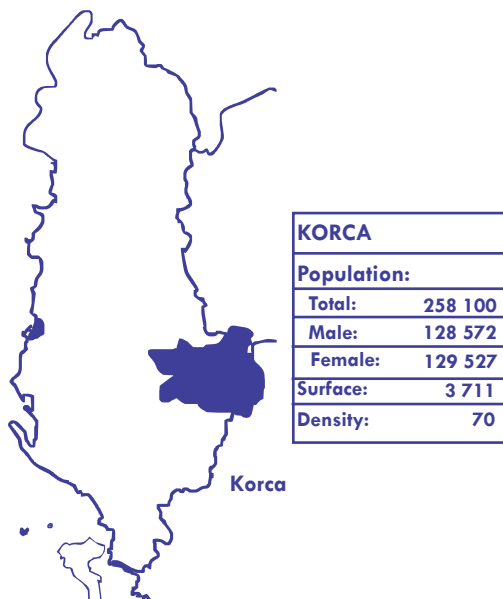 KORCA
Population:
Total: 258 100
Male: 128 572
Female: 129 527
Surface: 3 711
Density: 70
Korca